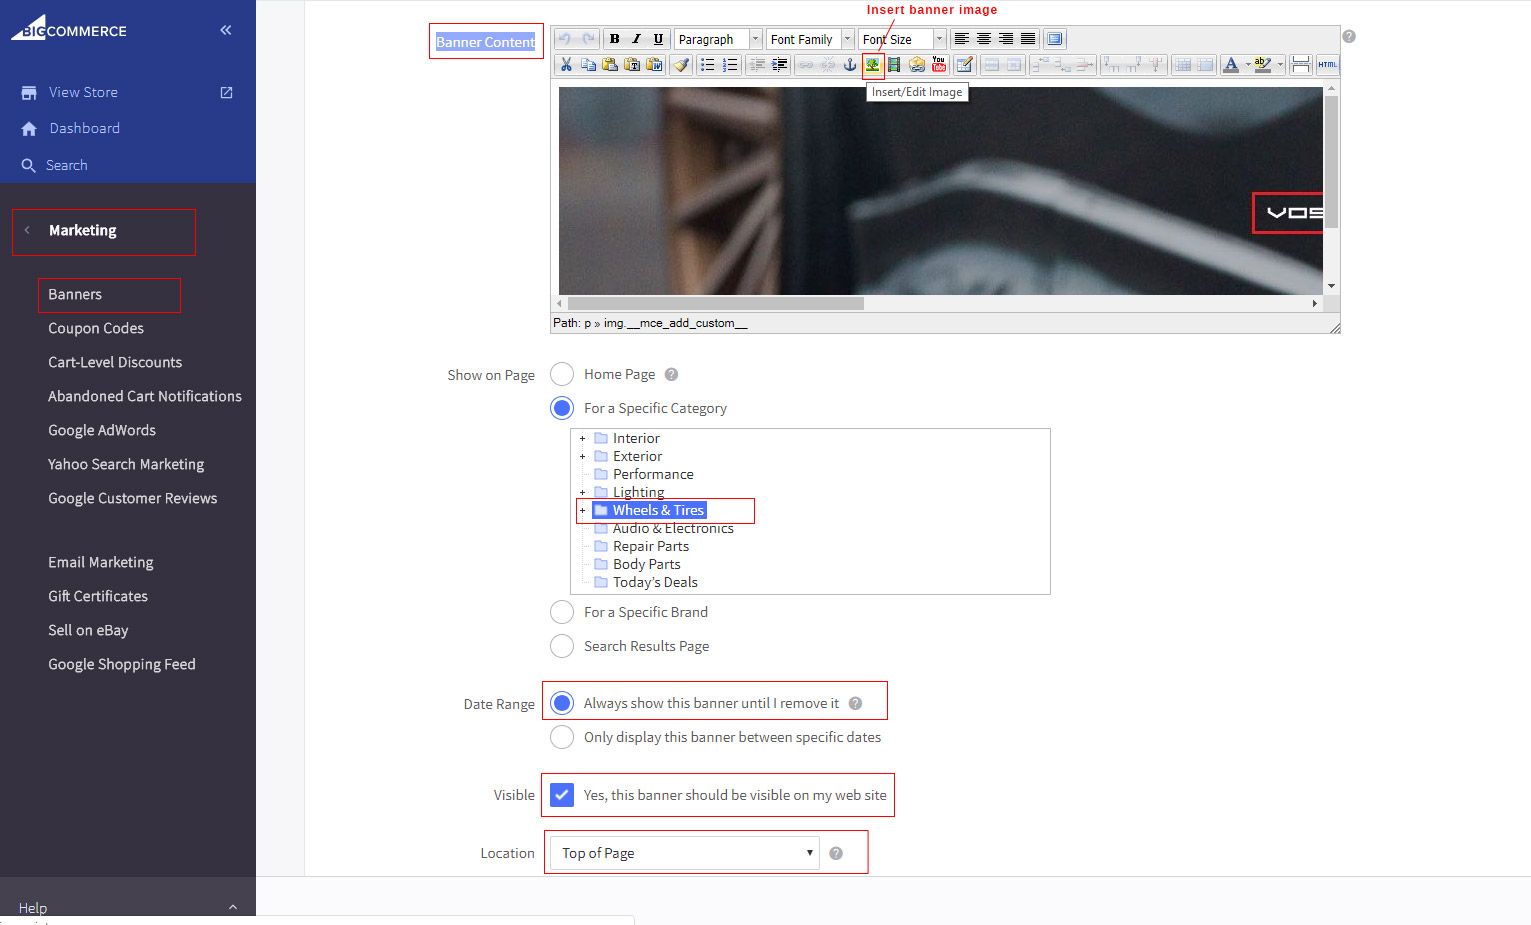 BIGCOMMERCE
View Store
Dashboard
Search
Marketing
Banners
Coupon Codes
Cart-Level Discounts
Abandoned Cart Notifications
Google AdWords
Yahoo Search Marketing
Google Customer Reviews
Email Marketing
Gift Certificates
Sell on eBay
Google Shopping Feed
Help
Insert banner image
Banner Content
B I U Paragraph Font Family Font Size
You Tube A ab HTML
Insert/Edit Image
VOS
Path: p » img.__mce_add_custom__
Show on Page Home Page
For a Specific Category
Interior
Exterior
Performance
Lighting
Wheels & Tires
Audio & Electronics
Repair Parts
Body Parts
Today's Deals
For a Specific Brand
Search Results Page
Date Range Always show this banner until I remove it
Only display this banner between specific dates
Visible Yes, this banner should be visible on my web site
Location Top of Page